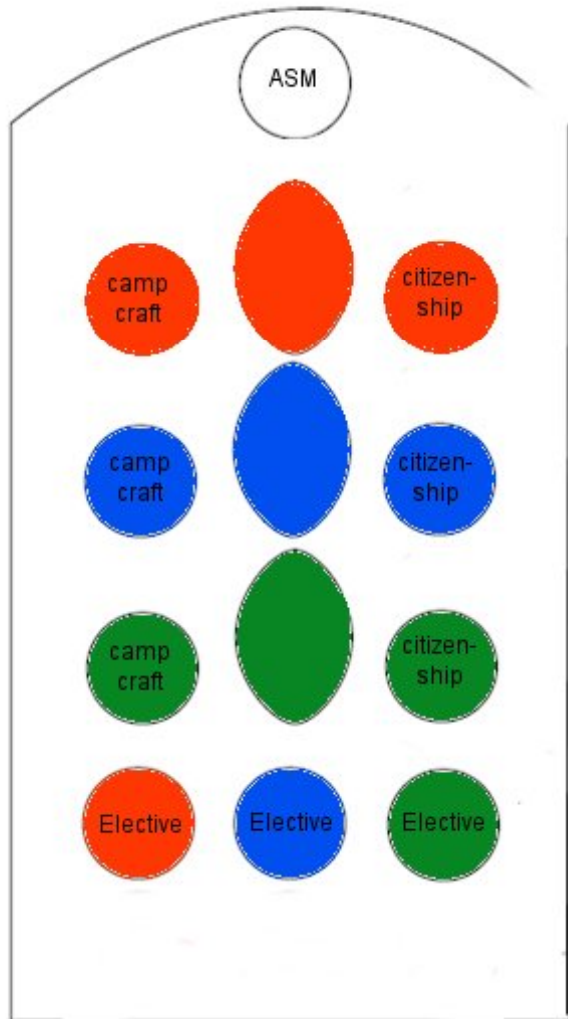 ASM
camp
craft
citizen-
ship
camp
craft
citizen-
ship
camp
craft
citizen-
ship
Elective
Elective
Elective